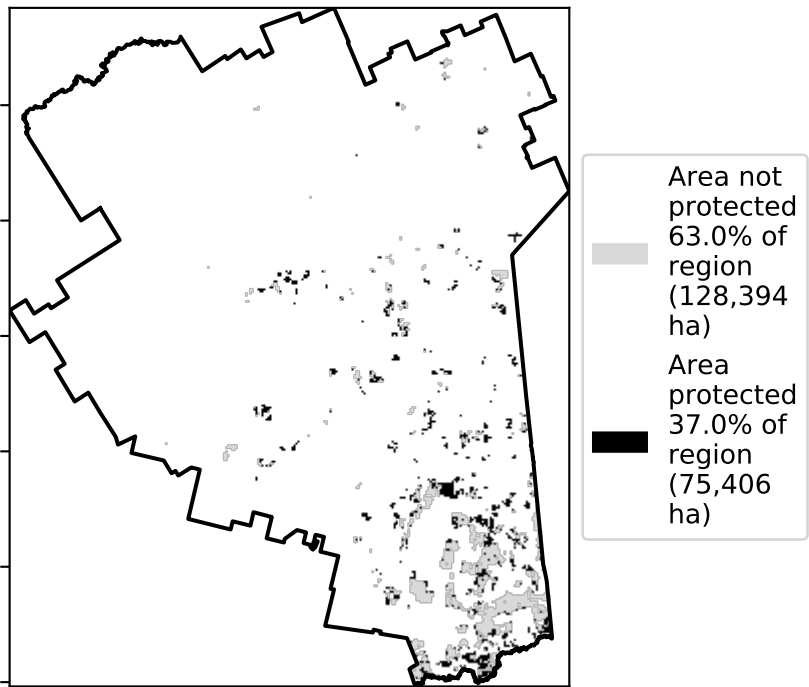 Area not
protected
63.0% of
region
(128,394
ha)
Area
protected
37.0% of
region
(75,406
ha)